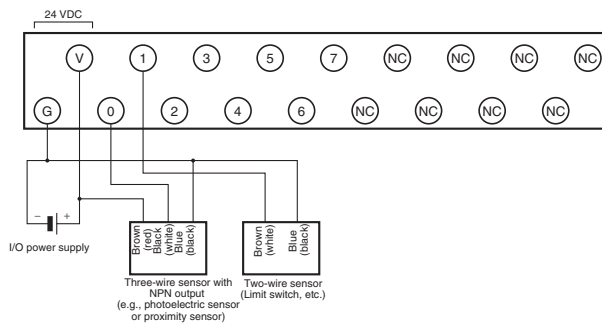 24 VDC
V 1 3 5 7 NC NC NC NC
G 0 2 4 6 NC NC NC NC
– +
I/O power supply
Brown
(red)
Black
(white)
Blue
(black)
Brown
(white)
Blue
(black)
Three-wire sensor with
NPN output
(e.g., photoelectric sensor
or proximity sensor)
Two-wire sensor
(Limit switch, etc.)